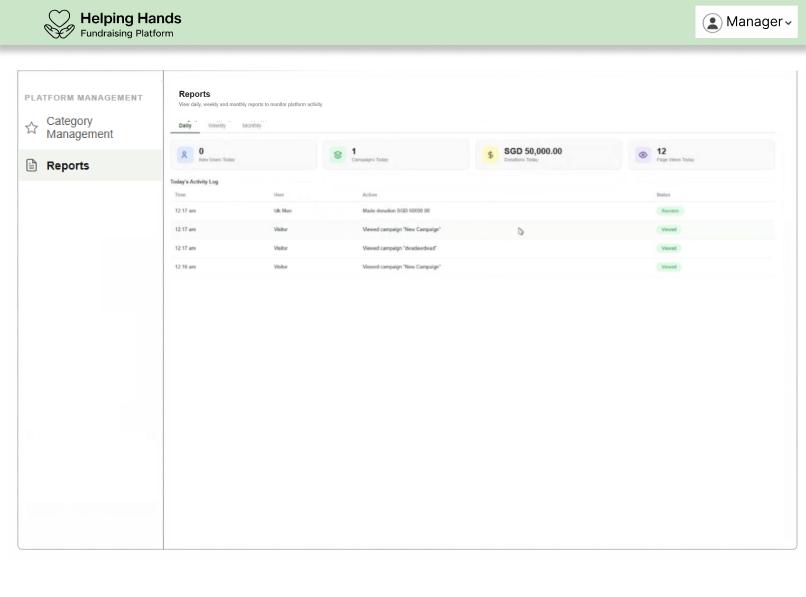 Helping Hands
Fundraising Platform
Manager
PLATFORM MANAGEMENT
Category
Management
Reports
Reports
View daily, weekly and monthly reports to monitor platform activity
Daily Weekly Monthly
0
New Users Today
1
Campaigns Today
SGD 50,000.00
Donations Today
12
Page Views Today
Today's Activity Log
Time User Action Status
12:17 am Made donation SGD 50000.00 Success
12:17 am Visitor Viewed campaign "New Campaign" Viewed
12:17 am Visitor Viewed campaign Viewed
12:16 am Visitor Viewed campaign "New Campaign" Viewed